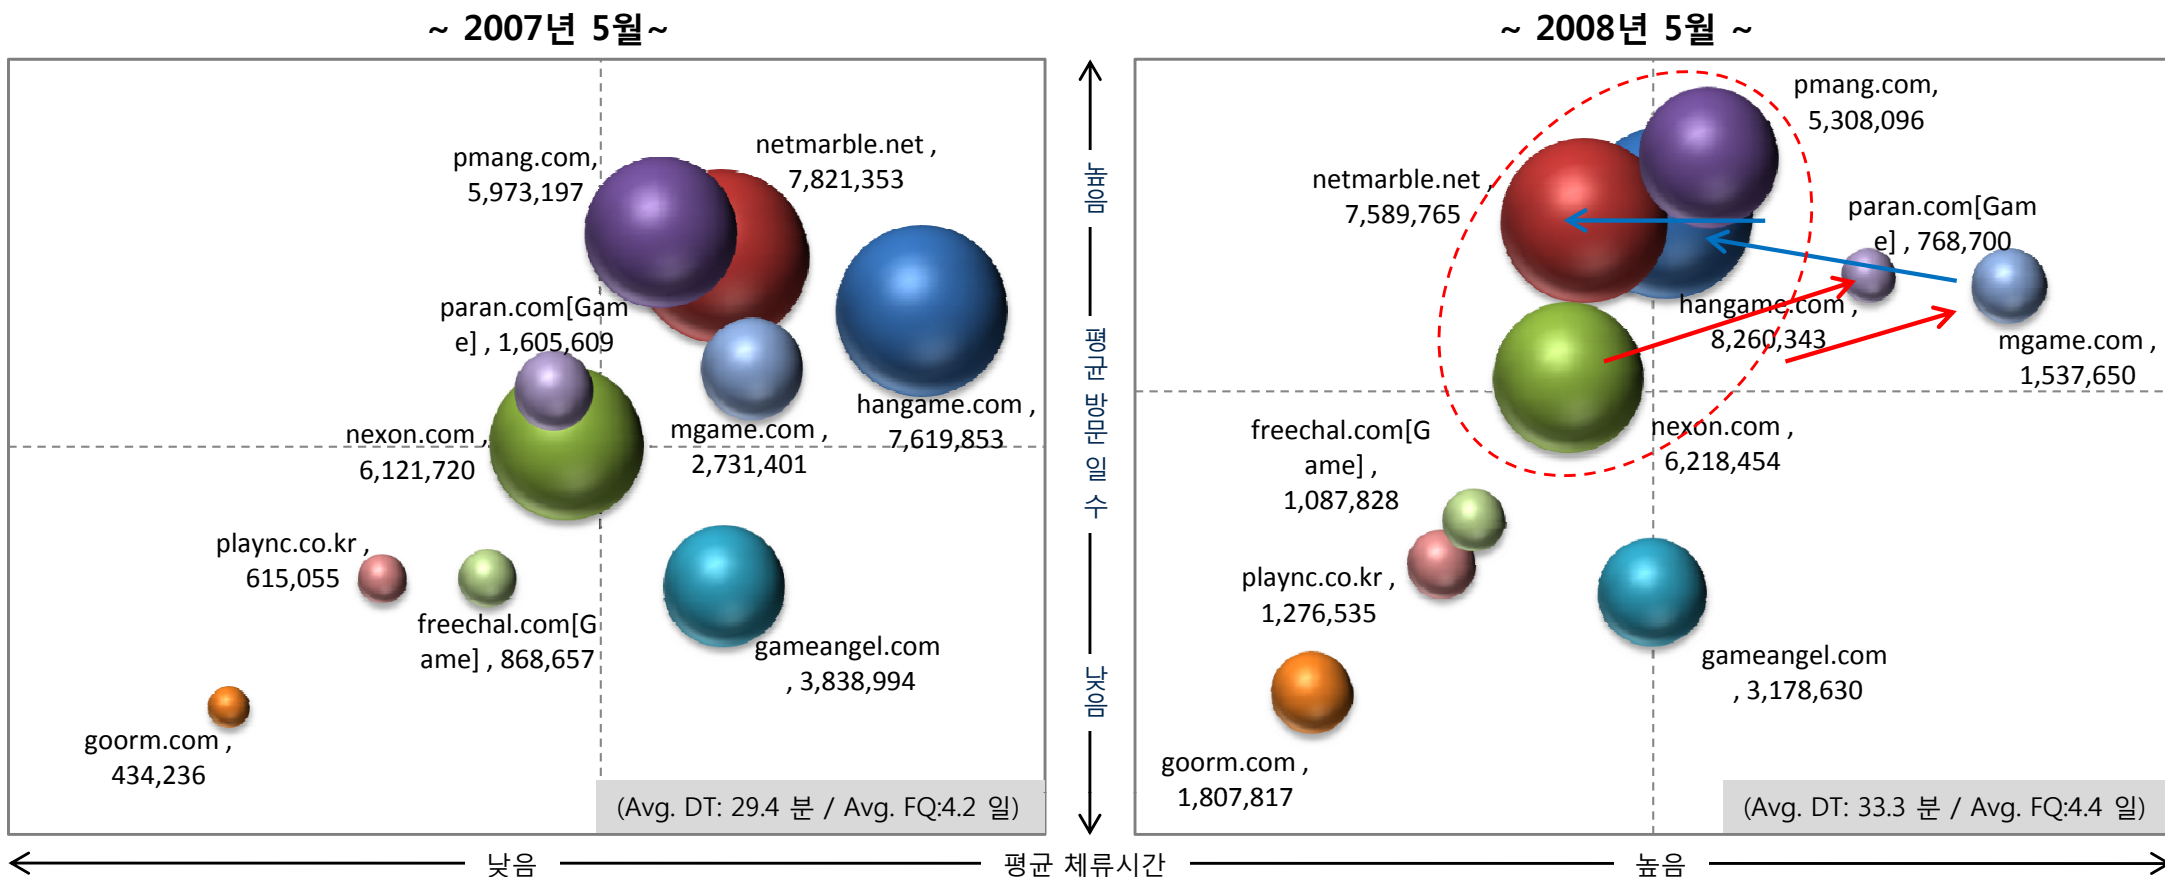 ~ 2007년 5월~
pmang.com,
5,973,197
netmarble.net ,
7,821,353
paran.com[Gam
e] , 1,605,609
hangame.com ,
7,619,853
nexon.com ,
6,121,720
mgame.com ,
2,731,401
plaync.co.kr ,
615,055
freechal.com[G
ame] , 868,657
gameangel.com
, 3,838,994
goorm.com ,
434,236
(Avg. DT: 29.4 분 / Avg. FQ:4.2 일)
높음
평균 방문 일 수
낮음
~ 2008년 5월 ~
pmang.com,
5,308,096
netmarble.net ,
7,589,765
paran.com[Gam
e] , 768,700
hangame.com ,
8,260,343
mgame.com ,
1,537,650
freechal.com[G
ame] ,
1,087,828
nexon.com ,
6,218,454
plaync.co.kr ,
1,276,535
gameangel.com
, 3,178,630
goorm.com ,
1,807,817
(Avg. DT: 33.3 분 / Avg. FQ:4.4 일)
낮음
평균 체류시간
높음